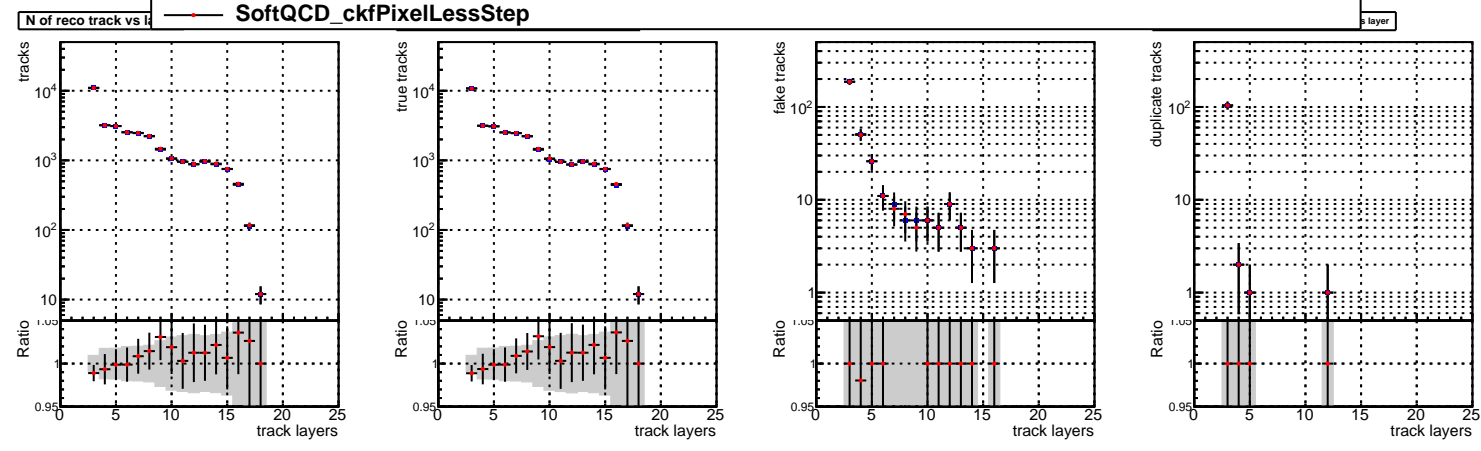 SoftQCD_ckfPixelLessStep
N of reco track vs la
s layer
tracks
10⁴
10³
10²
10
Ratio
1.05
1
0.95
0 5 10 15 20 25
track layers
true tracks
10⁴
10³
10²
10
Ratio
1.05
1
0.95
0 5 10 15 20 25
track layers
fake tracks
10²
10
1
Ratio
1.05
1
0.95
0 5 10 15 20 25
track layers
duplicate tracks
10²
10
1
Ratio
1.05
1
0.95
0 5 10 15 20 25
track layers